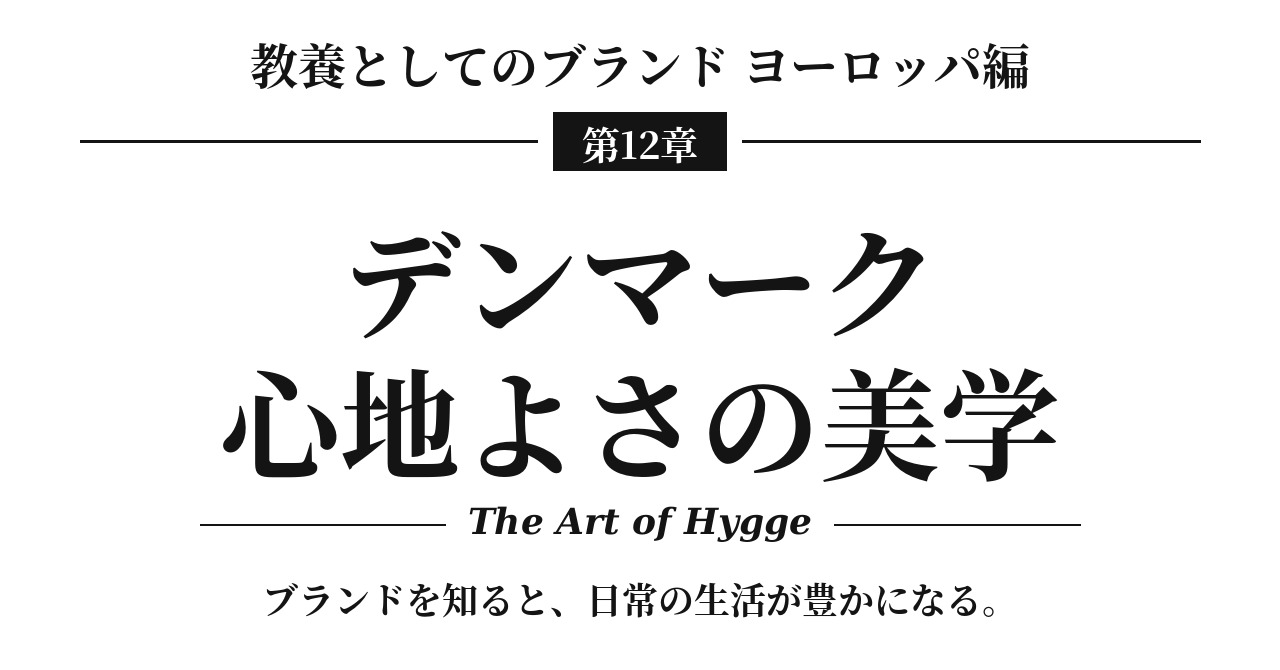 教養としてのブランド ヨーロッパ編
第12章
デンマーク
心地よさの美学
The Art of Hygge
ブランドを知ると、日常の生活が豊かになる。